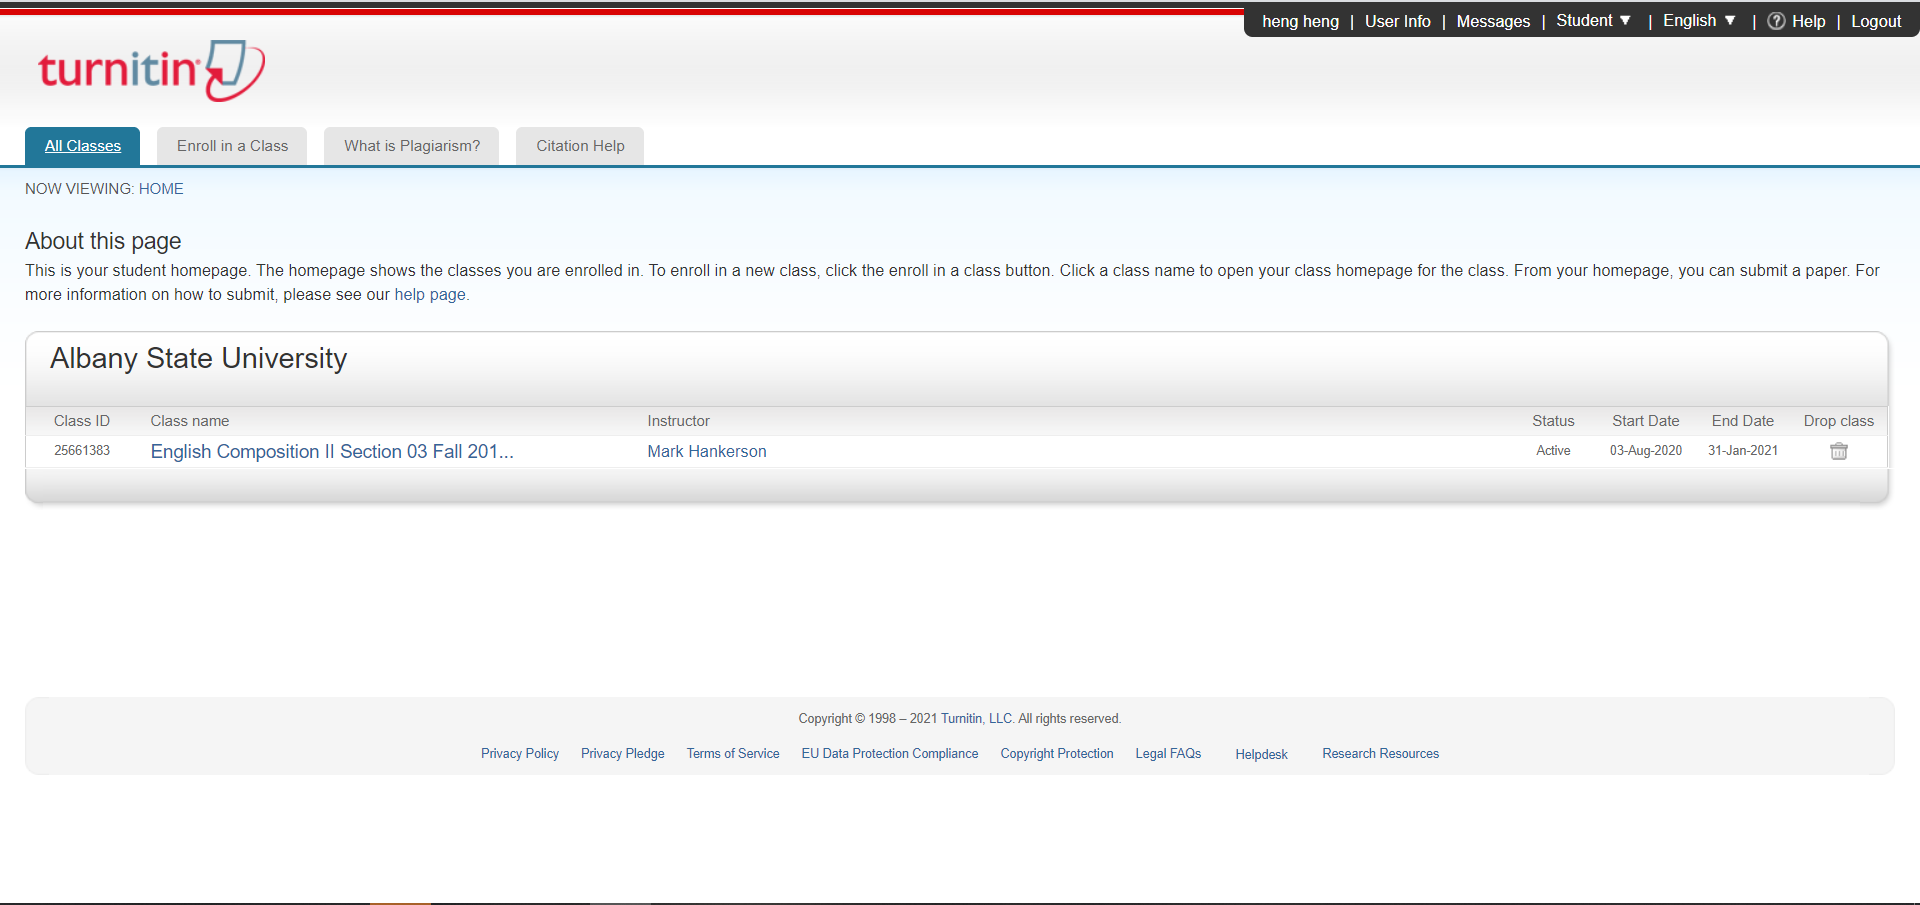 heng heng | User Info | Messages | Student ▼ | English ▼ | ? Help | Logout
turnitin
All Classes Enroll in a Class What is Plagiarism? Citation Help
NOW VIEWING: HOME
About this page
This is your student homepage. The homepage shows the classes you are enrolled in. To enroll in a new class, click the enroll in a class button. Click a class name to open your class homepage for the class. From your homepage, you can submit a paper. For
more information on how to submit, please see our help page.
Albany State University
Class ID Class name Instructor Status Start Date End Date Drop class
25661383 English Composition II Section 03 Fall 201... Mark Hankerson Active 03-Aug-2020 31-Jan-2021
Copyright © 1998 – 2021 Turnitin, LLC. All rights reserved.
Privacy Policy Privacy Pledge Terms of Service EU Data Protection Compliance Copyright Protection Legal FAQs Helpdesk Research Resources